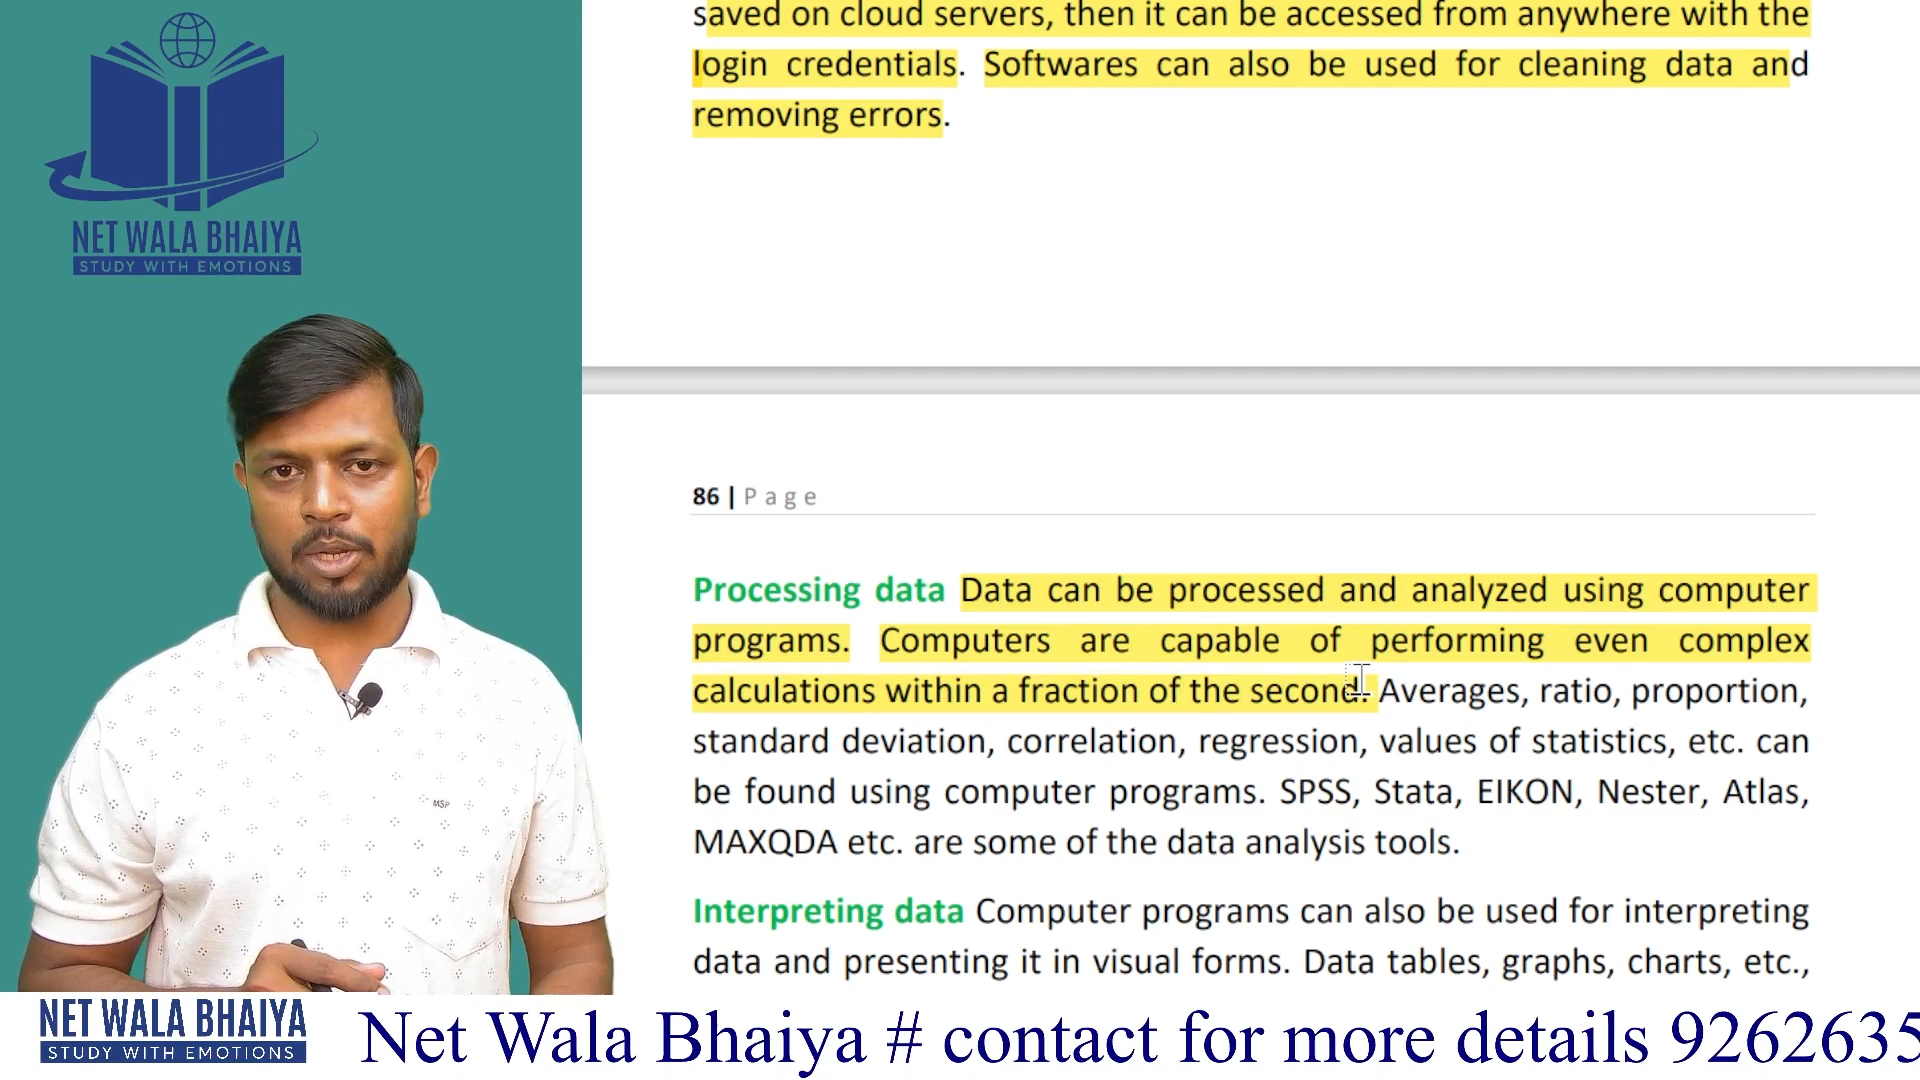 NET WALA BHAIYA
STUDY WITH EMOTIONS
saved on cloud servers, then it can be accessed from anywhere with the
login credentials. Softwares can also be used for cleaning data and
removing errors.
86 | Page
Processing data Data can be processed and analyzed using computer
programs. Computers are capable of performing even complex
calculations within a fraction of the second. Averages, ratio, proportion,
standard deviation, correlation, regression, values of statistics, etc. can
be found using computer programs. SPSS, Stata, EIKON, Nester, Atlas,
MAXQDA etc. are some of the data analysis tools.
Interpreting data Computer programs can also be used for interpreting
data and presenting it in visual forms. Data tables, graphs, charts, etc.,
MSP
NET WALA BHAIYA
STUDY WITH EMOTIONS
Net Wala Bhaiya # contact for more details 9262635